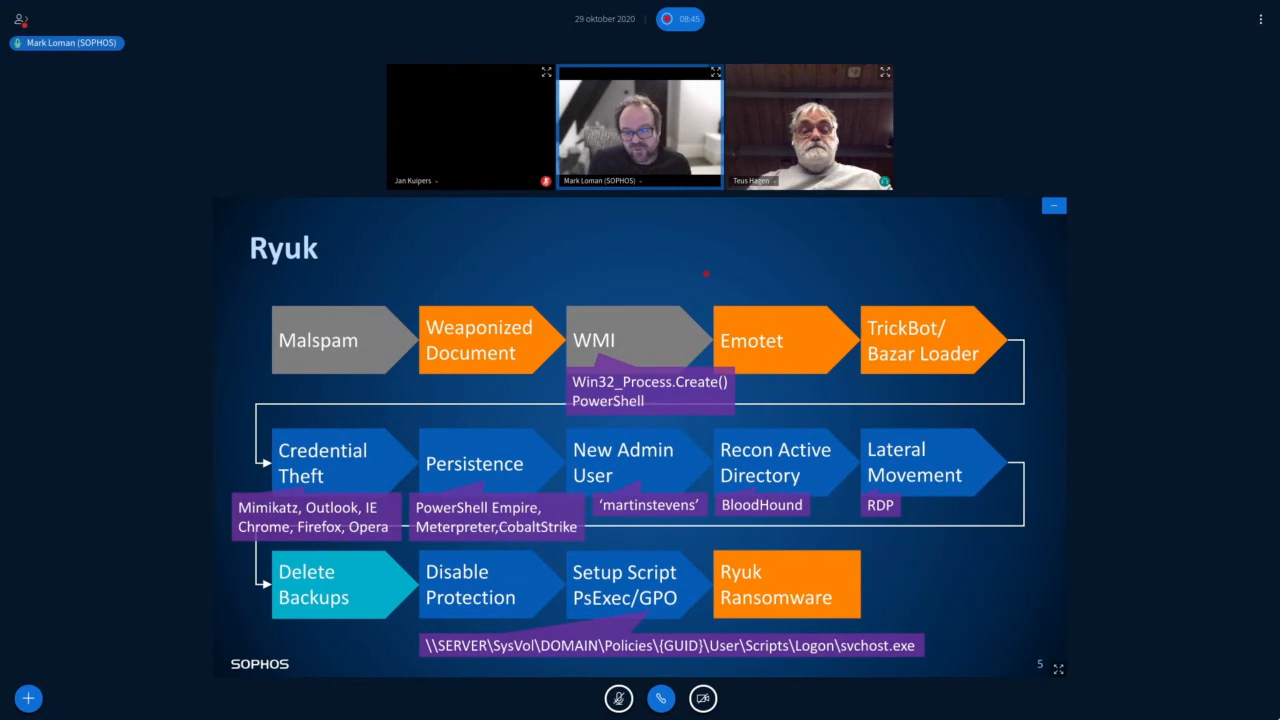 29 oktober 2020
08:45
Mark Loman (SOPHOS)
Jan Kuipers
Mark Loman (SOPHOS)
Teus Hagen
Ryuk
Malspam
Weaponized
Document
WMI
Emotet
TrickBot/
Bazar Loader
Win32_Process.Create()
PowerShell
Credential
Theft
Persistence
New Admin
User
Recon Active
Directory
Lateral
Movement
Mimikatz, Outlook, IE
Chrome, Firefox, Opera
PowerShell Empire,
Meterpreter,CobaltStrike
‘martinstevens’
BloodHound
RDP
Delete
Backups
Disable
Protection
Setup Script
PsExec/GPO
Ryuk
Ransomware
\\SERVER\SysVol\DOMAIN\Policies\{GUID}\User\Scripts\Logon\svchost.exe
SOPHOS
5